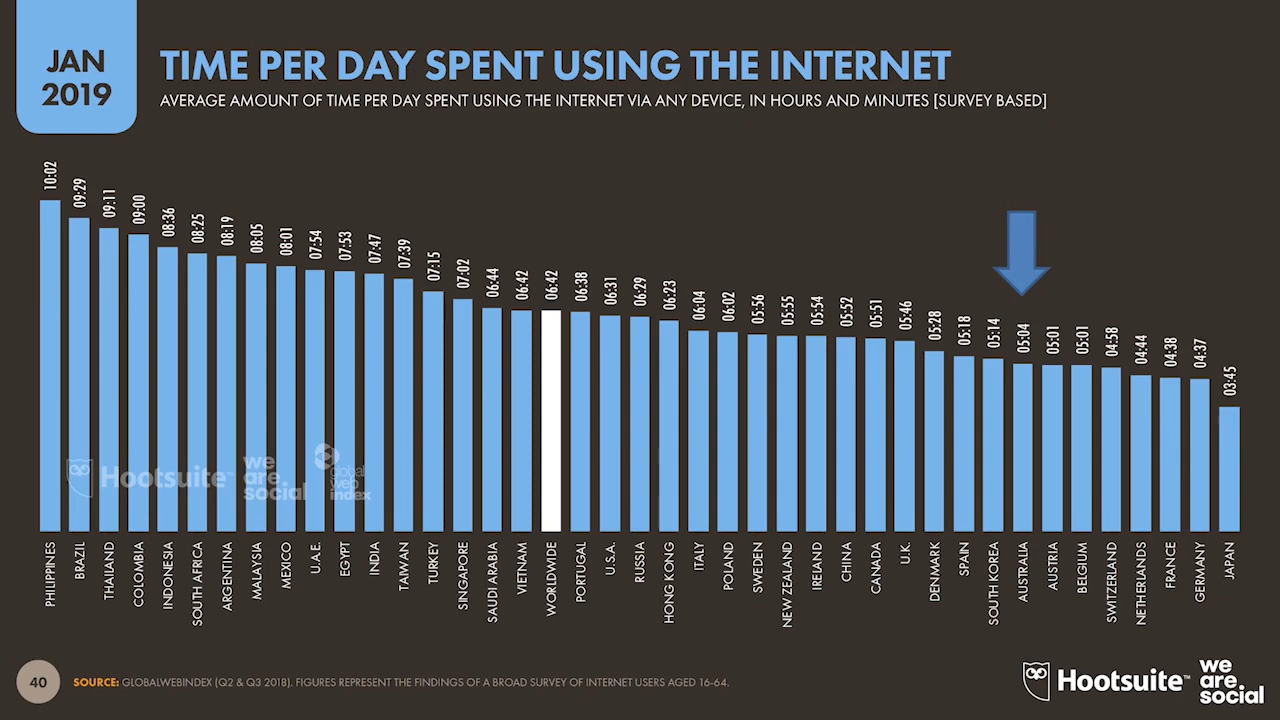 JAN
2019
TIME PER DAY SPENT USING THE INTERNET
AVERAGE AMOUNT OF TIME PER DAY SPENT USING THE INTERNET VIA ANY DEVICE, IN HOURS AND MINUTES [SURVEY BASED]
10:02
09:29
09:11
09:00
08:36
08:25
08:19
08:05
08:01
07:54
07:53
07:47
07:39
07:15
07:02
06:44
06:42
06:42
06:38
06:31
06:29
06:23
06:04
06:02
05:56
05:55
05:54
05:52
05:51
05:46
05:28
05:18
05:14
05:04
05:01
05:01
04:58
04:44
04:38
04:37
03:45
Hootsuite™
we
are
social
global
web
index
PHILIPPINES
BRAZIL
THAILAND
COLOMBIA
INDONESIA
SOUTH AFRICA
ARGENTINA
MALAYSIA
MEXICO
U.A.E.
EGYPT
INDIA
TAIWAN
TURKEY
SINGAPORE
SAUDI ARABIA
VIETNAM
WORLDWIDE
PORTUGAL
U.S.A.
RUSSIA
HONG KONG
ITALY
POLAND
SWEDEN
NEW ZEALAND
IRELAND
CHINA
CANADA
U.K.
DENMARK
SPAIN
SOUTH KOREA
AUSTRALIA
AUSTRIA
BELGIUM
SWITZERLAND
NETHERLANDS
FRANCE
GERMANY
JAPAN
40
SOURCE: GLOBALWEBINDEX (Q2 & Q3 2018). FIGURES REPRESENT THE FINDINGS OF A BROAD SURVEY OF INTERNET USERS AGED 16-64.
Hootsuite™
we
are
social